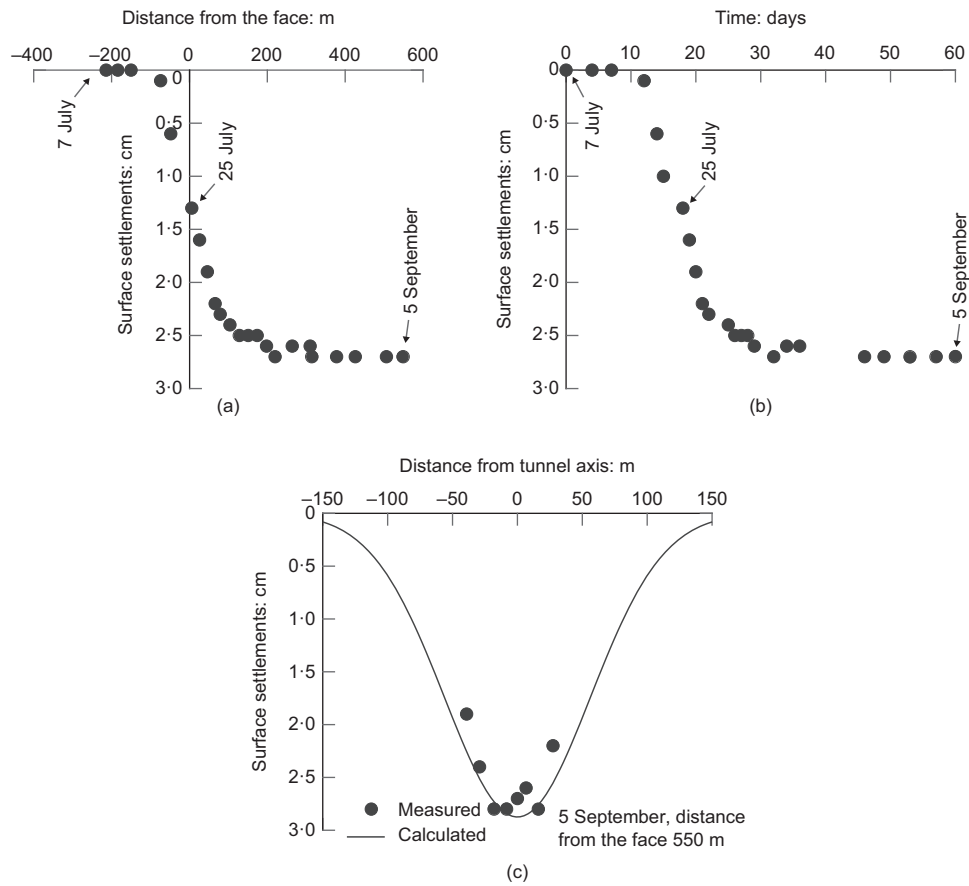 Distance from the face: m
–400 –200 0 200 400 600
0
0·5
1·0
1·5
2·0
2·5
3·0
Surface settlements: cm
7 July
25 July
5 September
(a)
Time: days
0 10 20 30 40 50 60
0
0·5
1·0
1·5
2·0
2·5
3·0
Surface settlements: cm
7 July
25 July
5 September
(b)
Distance from tunnel axis: m
–150 –100 –50 0 50 100 150
0
0·5
1·0
1·5
2·0
2·5
3·0
Surface settlements: cm
Measured
Calculated
5 September, distance
from the face 550 m
(c)